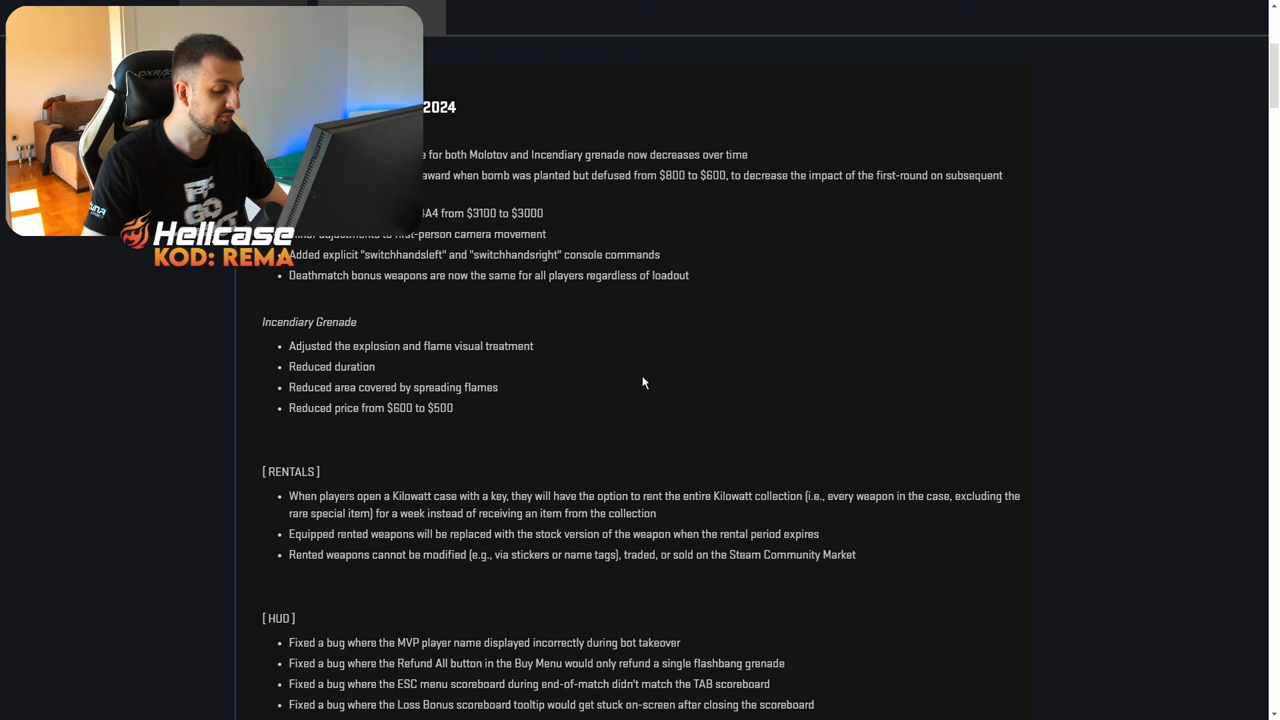 DXRACER
2024
for both Molotov and Incendiary grenade now decreases over time
award when bomb was planted but defused from $800 to $600, to decrease the impact of the first-round on subsequent
from $3100 to $3000
Hellcase
KOD: REMA
first-person camera movement
Added explicit "switchhandsleft" and "switchhandsright" console commands
Deathmatch bonus weapons are now the same for all players regardless of loadout
Incendiary Grenade
Adjusted the explosion and flame visual treatment
Reduced duration
Reduced area covered by spreading flames
Reduced price from $600 to $500
[ RENTALS ]
When players open a Kilowatt case with a key, they will have the option to rent the entire Kilowatt collection (i.e., every weapon in the case, excluding the
rare special item) for a week instead of receiving an item from the collection
Equipped rented weapons will be replaced with the stock version of the weapon when the rental period expires
Rented weapons cannot be modified (e.g., via stickers or name tags), traded, or sold on the Steam Community Market
[ HUD ]
Fixed a bug where the MVP player name displayed incorrectly during bot takeover
Fixed a bug where the Refund All button in the Buy Menu would only refund a single flashbang grenade
Fixed a bug where the ESC menu scoreboard during end-of-match didn't match the TAB scoreboard
Fixed a bug where the Loss Bonus scoreboard tooltip would get stuck on-screen after closing the scoreboard